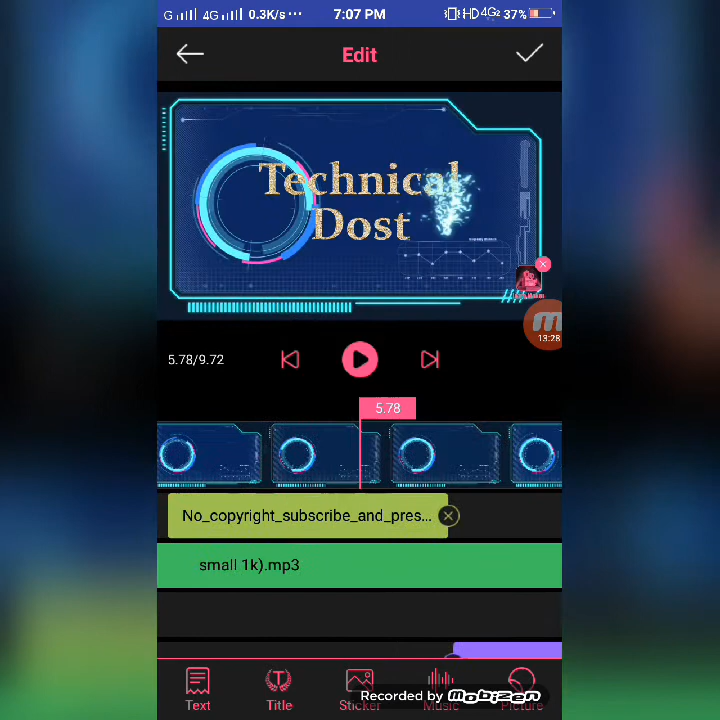 G 4G 0.3K/s ··· 7:07 PM HD 4G2 37%
Edit
Technical
Dost
13:28
5.78/9.72
5.78
No_copyright_subscribe_and_pres...
small 1k).mp3
Text Title Sticker Music Picture
Recorded by mobizen